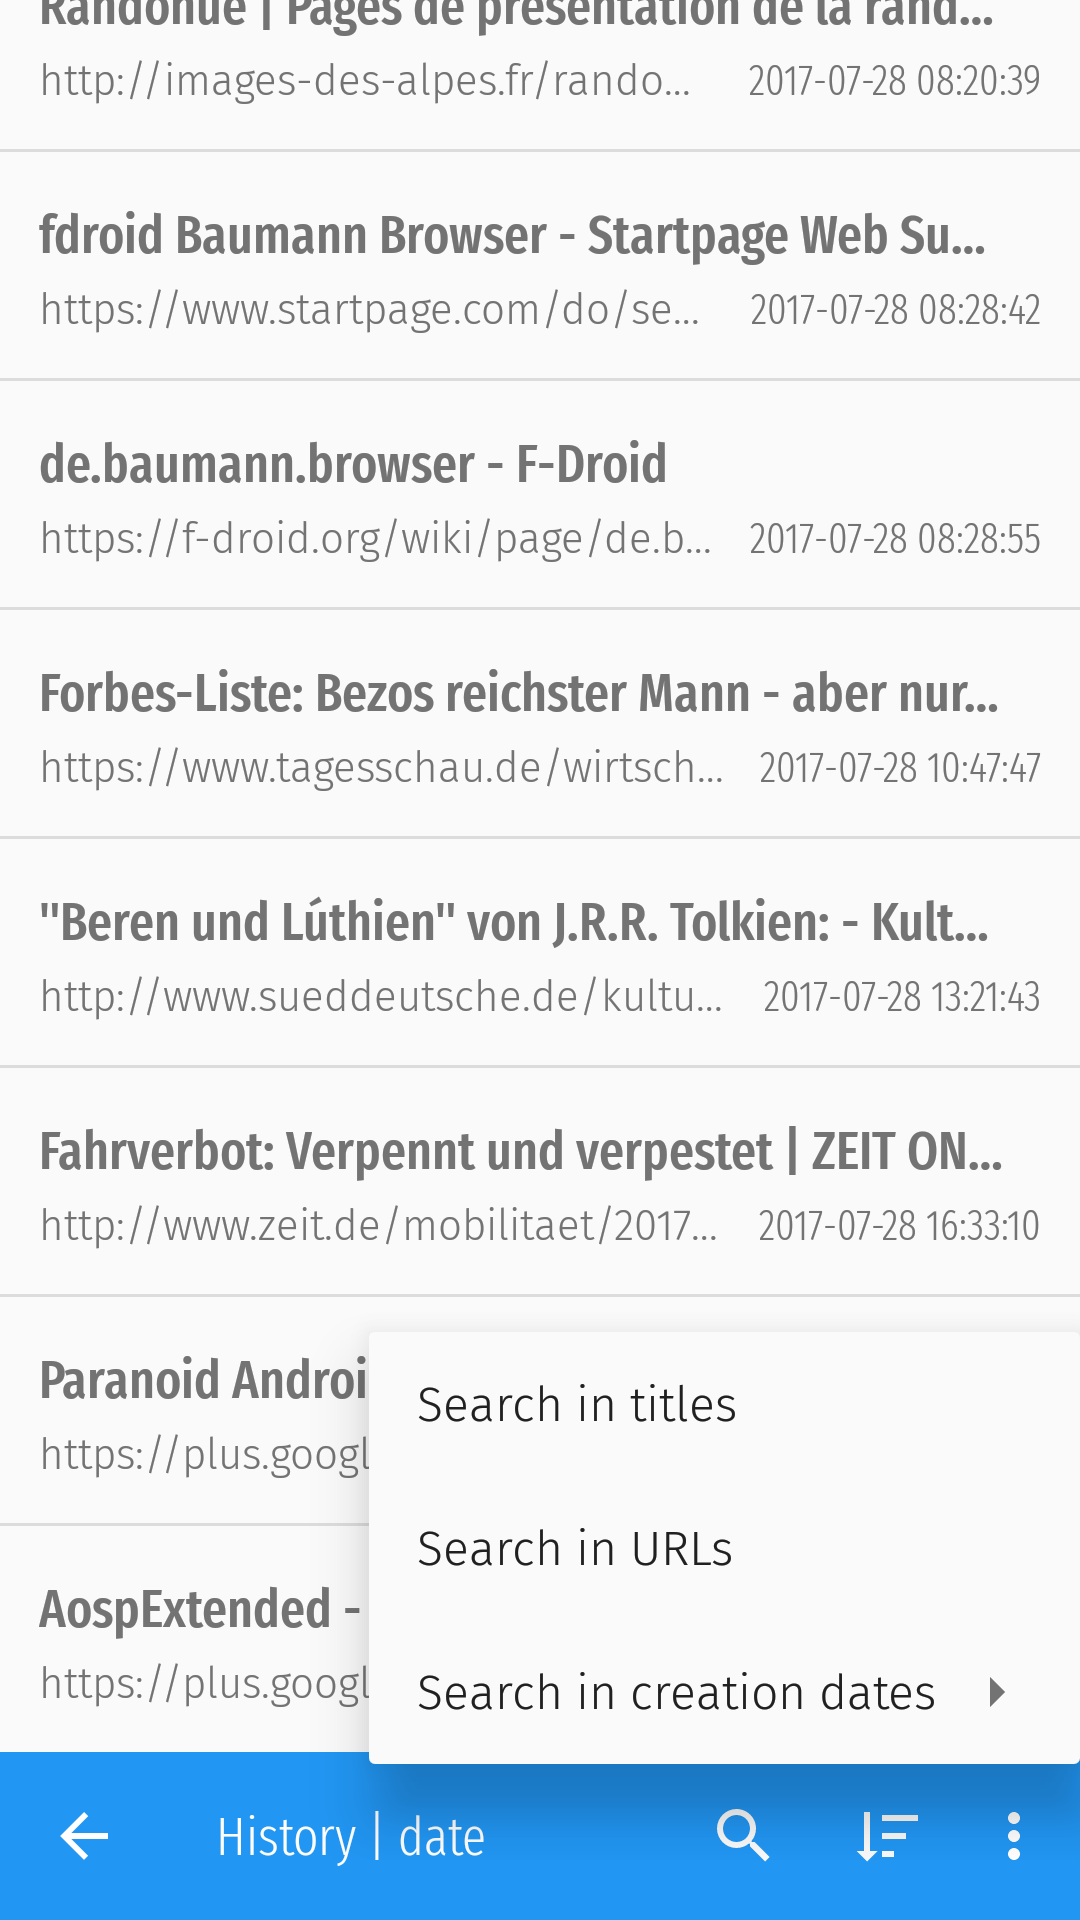 Randonue | Pages de présentation de la rand...
http://images-des-alpes.fr/rando... 2017-07-28 08:20:39
fdroid Baumann Browser - Startpage Web Su...
https://www.startpage.com/do/se... 2017-07-28 08:28:42
de.baumann.browser - F-Droid
https://f-droid.org/wiki/page/de.b... 2017-07-28 08:28:55
Forbes-Liste: Bezos reichster Mann - aber nur...
https://www.tagesschau.de/wirtsch... 2017-07-28 10:47:47
"Beren und Lúthien" von J.R.R. Tolkien: - Kult...
http://www.sueddeutsche.de/kultu... 2017-07-28 13:21:43
Fahrverbot: Verpennt und verpestet | ZEIT ON...
http://www.zeit.de/mobilitaet/2017... 2017-07-28 16:33:10
Paranoid Androi
https://plus.googl
AospExtended -
https://plus.googl
Search in titles
Search in URLs
Search in creation dates
History | date